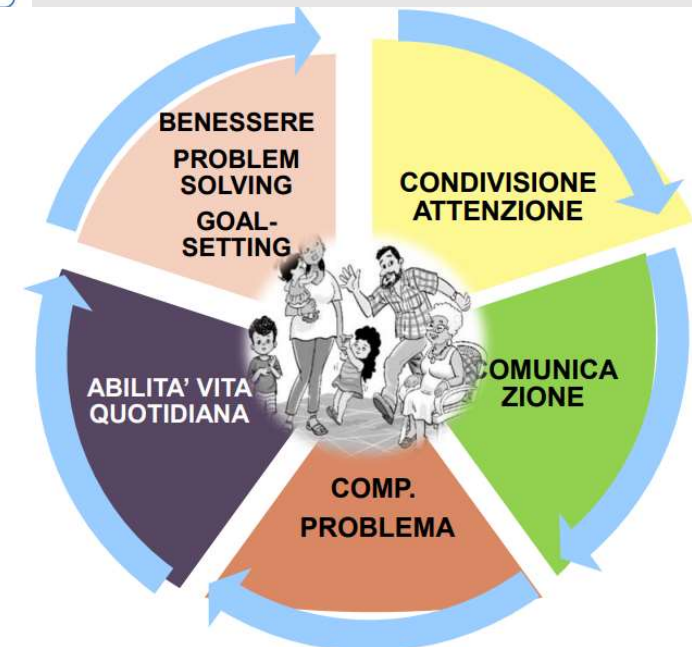 BENESSERE
PROBLEM
SOLVING
GOAL-
SETTING
CONDIVISIONE
ATTENZIONE
COMUNICA
ZIONE
COMP.
PROBLEMA
ABILITA’ VITA
QUOTIDIANA